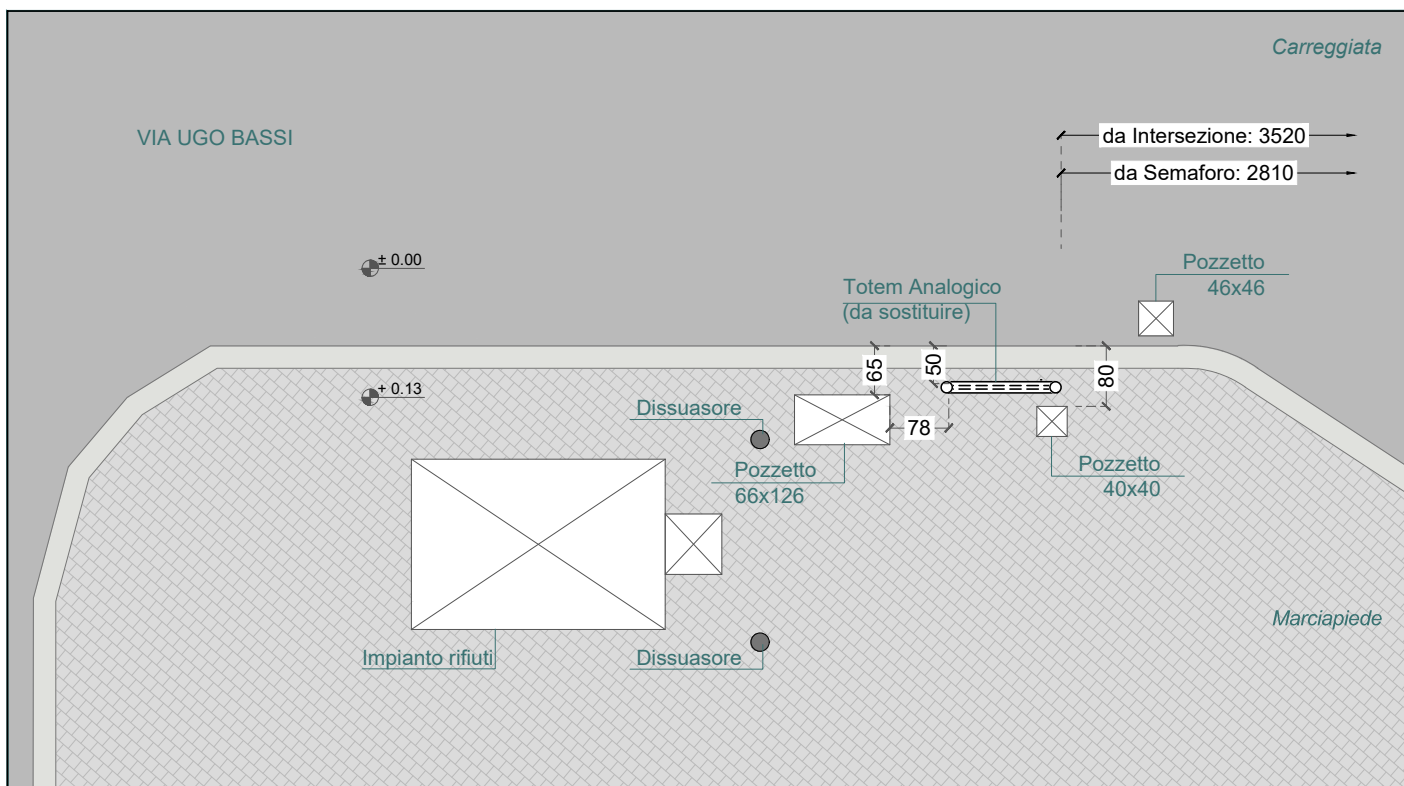 Carreggiata
VIA UGO BASSI
da Intersezione: 3520
da Semaforo: 2810
± 0.00
Pozzetto
46x46
Totem Analogico
(da sostituire)
65
50
80
+ 0.13
Dissuasore
78
Pozzetto
66x126
Pozzetto
40x40
Marciapiede
Impianto rifiuti
Dissuasore